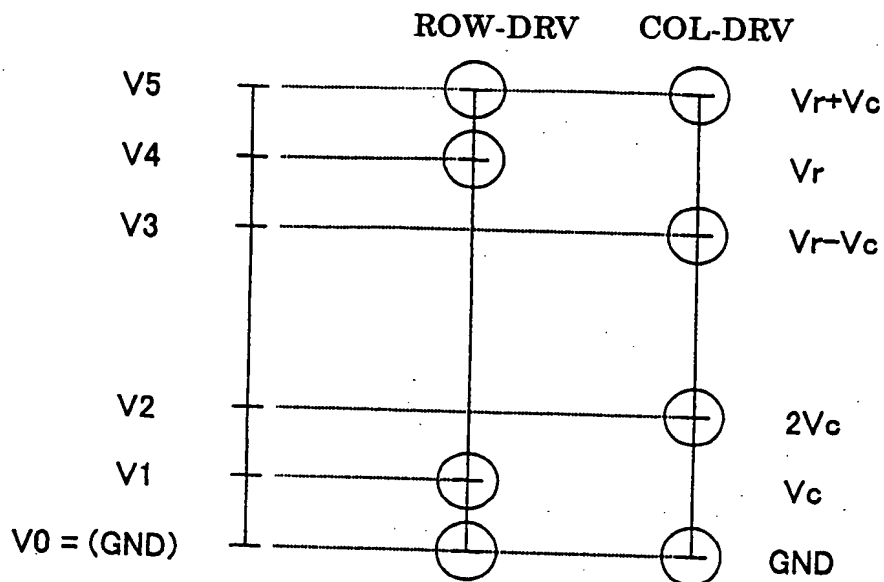 ROW-DRV COL-DRV
V5 Vr+Vc
V4 Vr
V3 Vr-Vc
V2 2Vc
V1 Vc
V0 = (GND) GND